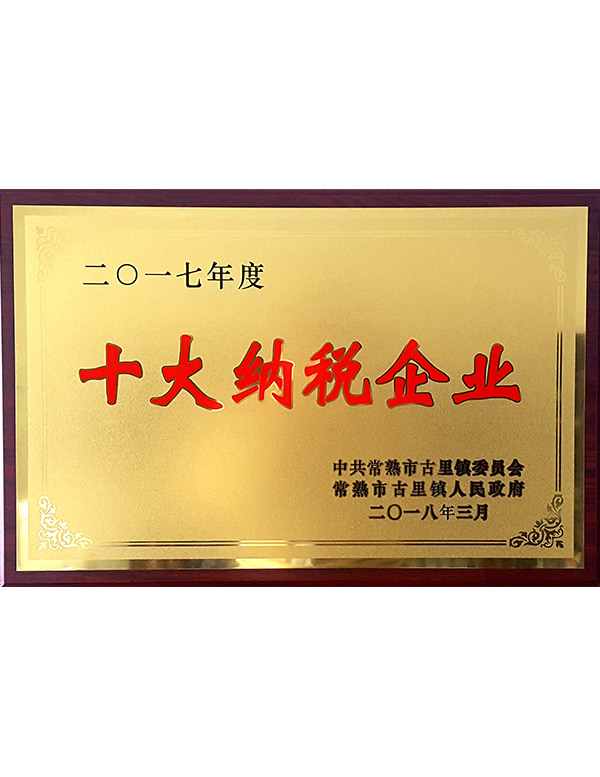 二〇一七年度
十大纳税企业
中共常熟市古里镇委员会
常熟市古里镇人民政府
二〇一八年三月